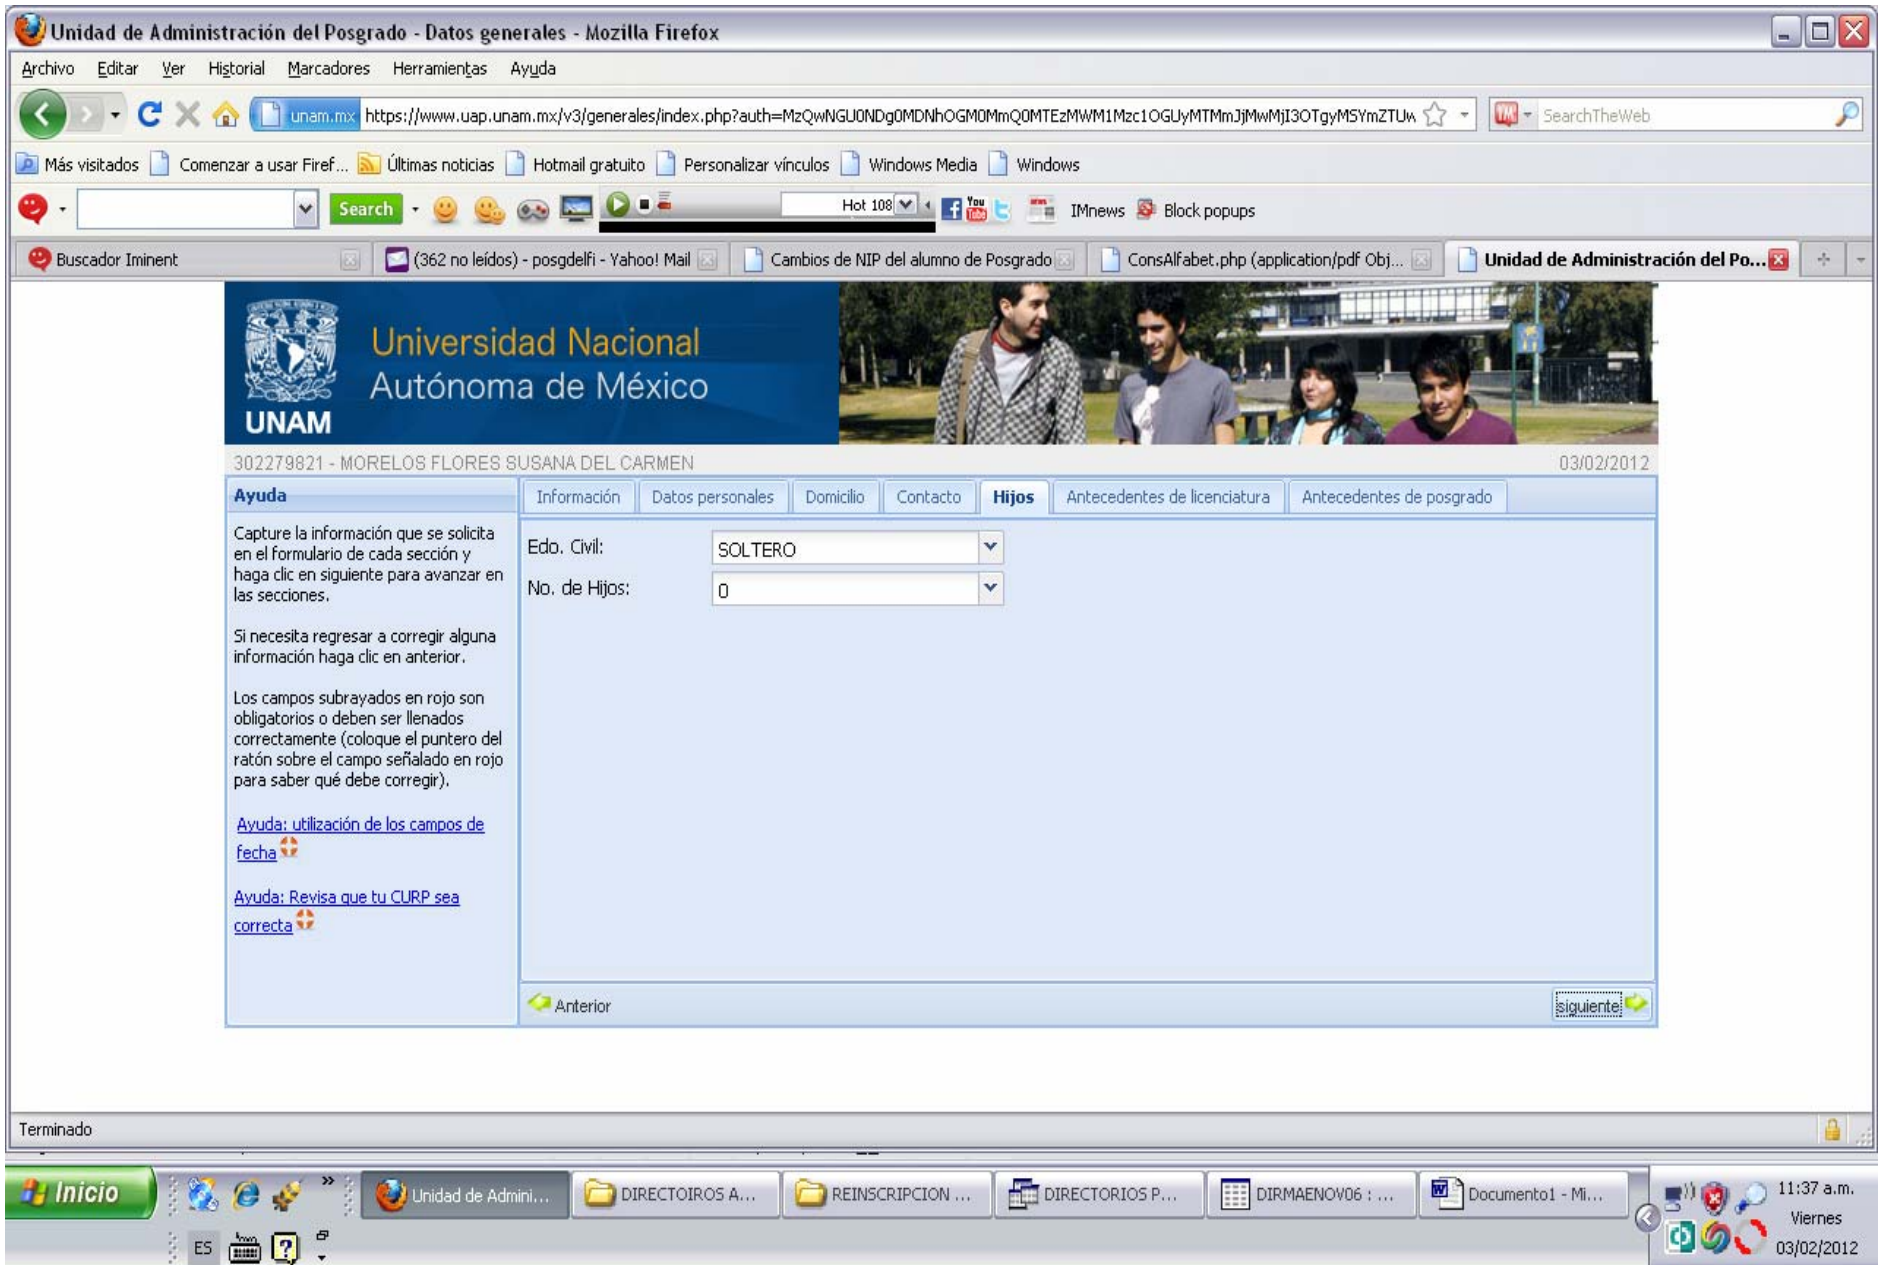 Unidad de Administración del Posgrado - Datos generales - Mozilla Firefox
Archivo Editar Ver Historial Marcadores Herramientas Ayuda
unam.mx https://www.uap.unam.mx/v3/generales/index.php?auth= SearchTheWeb
Más visitados Comenzar a usar Firef... Últimas noticias Hotmail gratuito Personalizar vínculos Windows Media Windows
Search Hot 108 You Tube IMnews Block popups
Buscador Iminent (362 no leídos) - posgdelfi - Yahoo! Mail Cambios de NIP del alumno de Posgrado ConsAlfabet.php (application/pdf Obj... Unidad de Administración del Po...
Universidad Nacional
Autónoma de México
UNAM
302279821 - MORELOS FLORES SUSANA DEL CARMEN 03/02/2012
Ayuda
Capture la información que se solicita
en el formulario de cada sección y
haga clic en siguiente para avanzar en
las secciones.
Si necesita regresar a corregir alguna
información haga clic en anterior.
Los campos subrayados en rojo son
obligatorios o deben ser llenados
correctamente (coloque el puntero del
ratón sobre el campo señalado en rojo
para saber qué debe corregir).
Ayuda: utilización de los campos de
fecha
Ayuda: Revisa que tu CURP sea
correcta
Información Datos personales Domicilio Contacto Hijos Antecedentes de licenciatura Antecedentes de posgrado
Edo. Civil: SOLTERO
No. de Hijos: 0
Anterior siguiente
Terminado
Inicio Unidad de Admini... DIRECTOIROS A... REINSCRIPCION ... DIRECTORIOS P... DIRMAENOV06 : ... Documento1 - Mi... 11:37 a.m.
Viernes
ES 03/02/2012